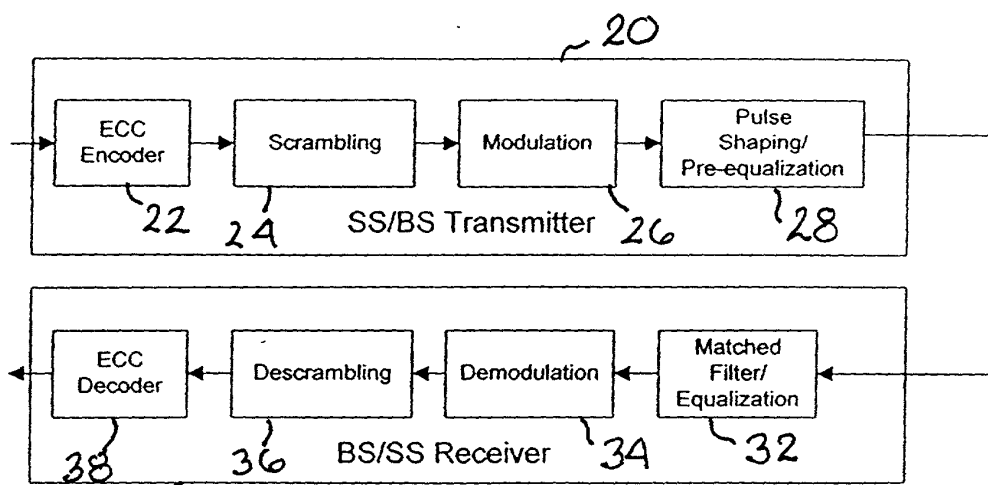 20
ECC
Encoder
Scrambling
Modulation
Pulse
Shaping/
Pre-equalization
22
24
SS/BS Transmitter
26
28
ECC
Decoder
Descrambling
Demodulation
Matched
Filter/
Equalization
38
36
BS/SS Receiver
34
32